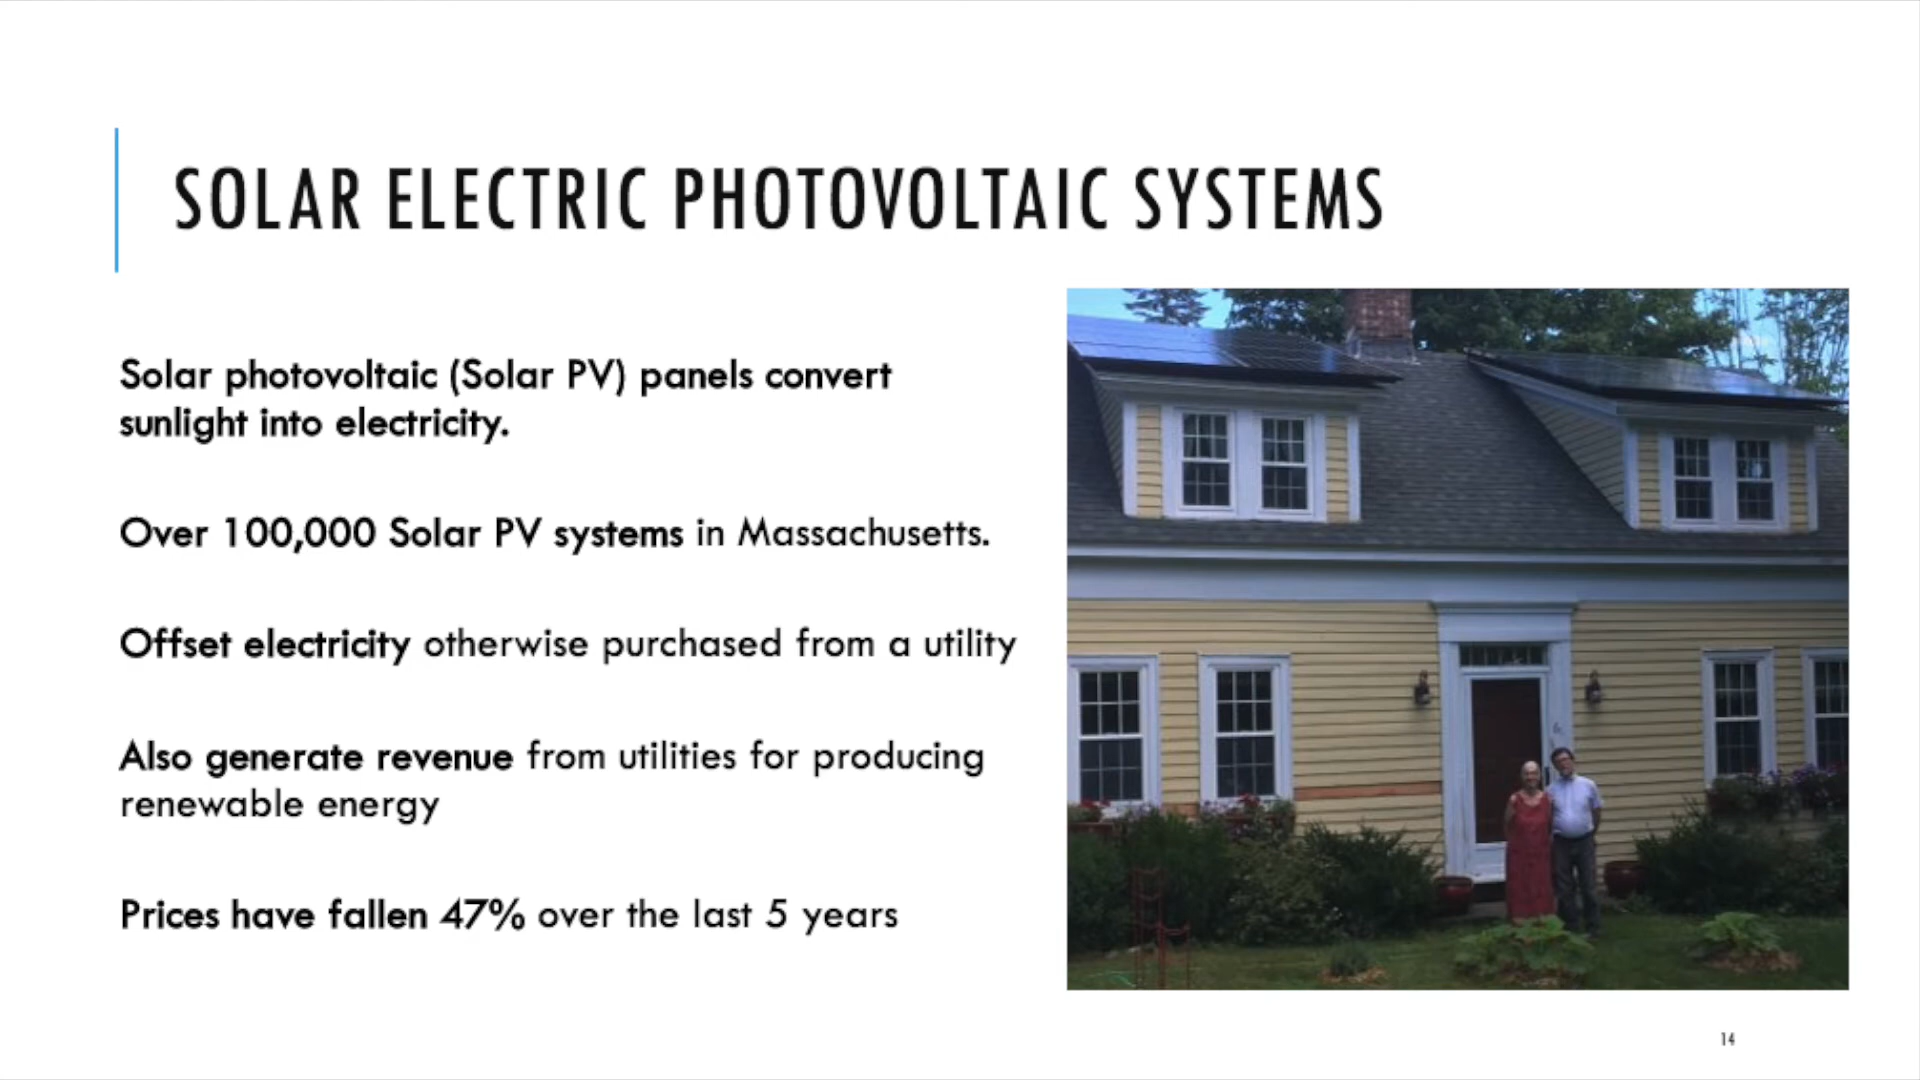 SOLAR ELECTRIC PHOTOVOLTAIC SYSTEMS
Solar photovoltaic (Solar PV) panels convert
sunlight into electricity.
Over 100,000 Solar PV systems in Massachusetts.
Offset electricity otherwise purchased from a utility
Also generate revenue from utilities for producing
renewable energy
Prices have fallen 47% over the last 5 years
14